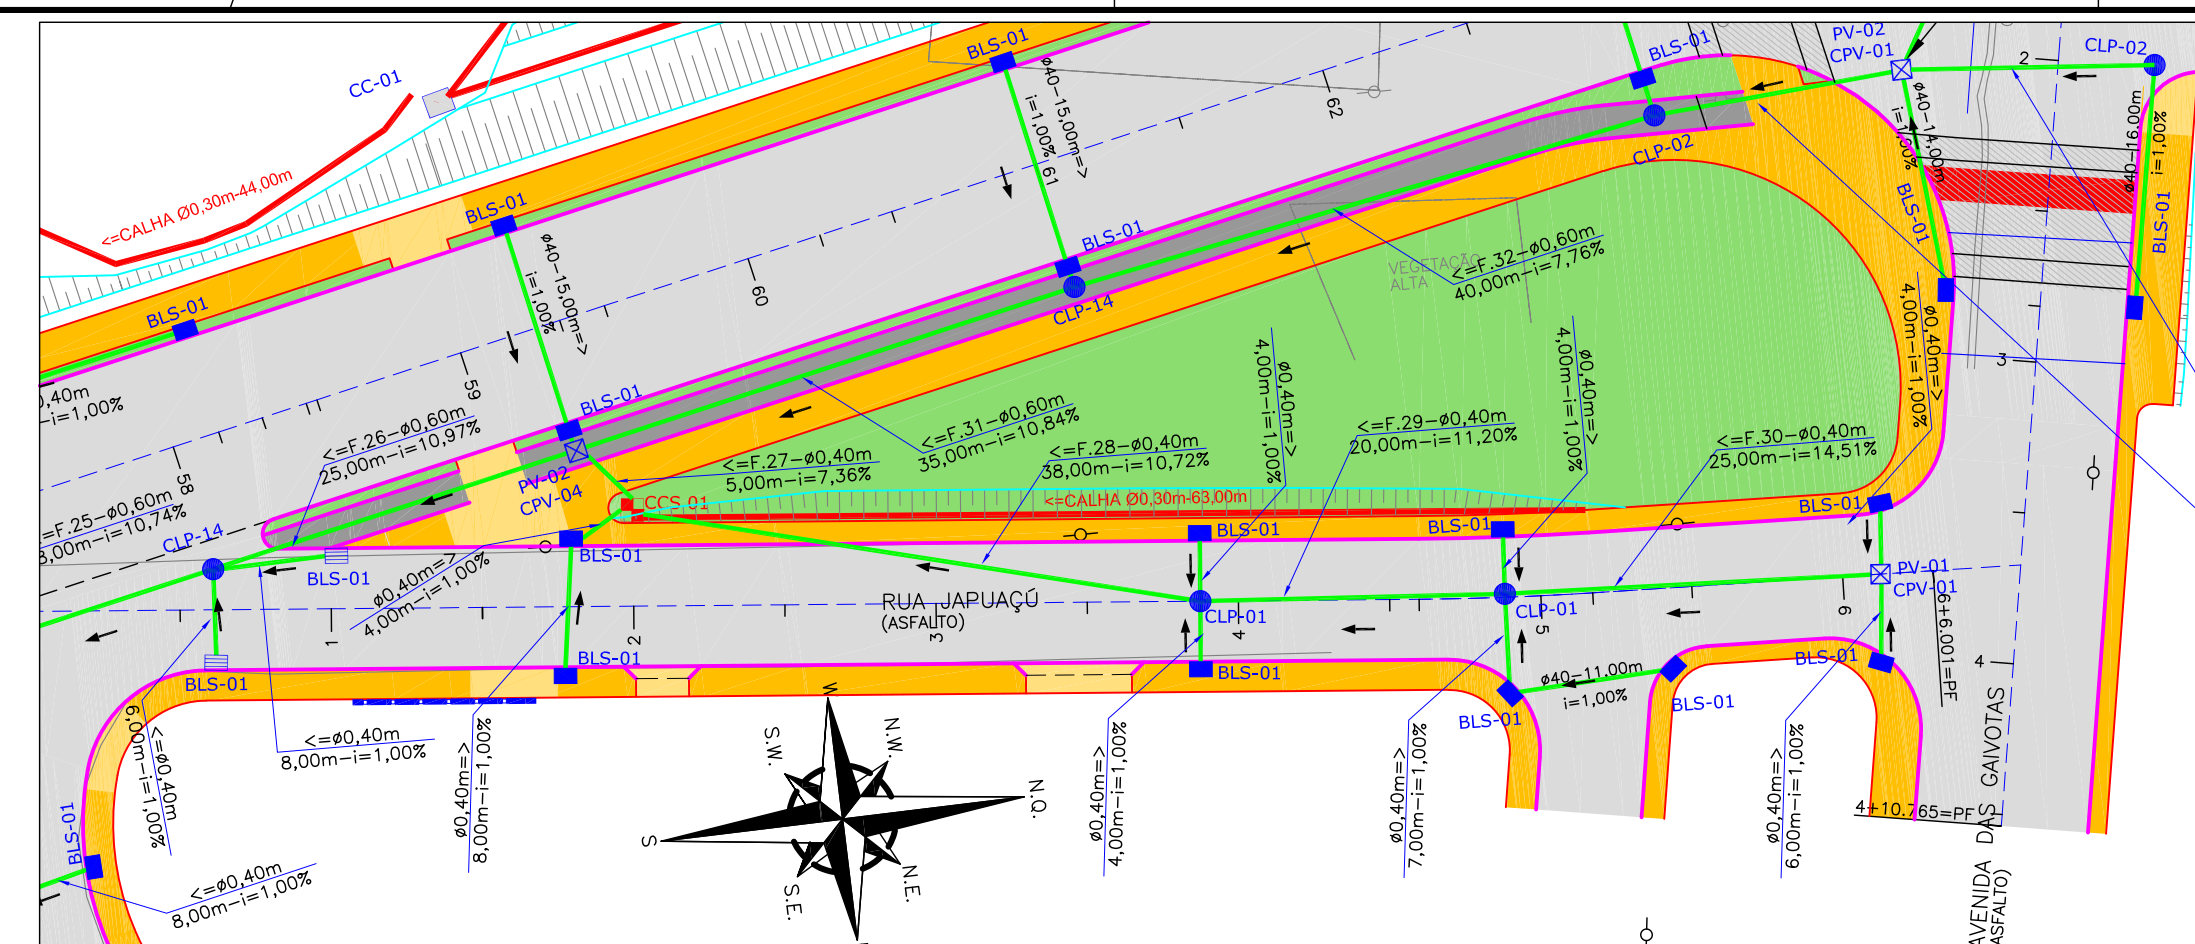 BLS-01
BLS-01
PV-02
CPV-01
CLP-02
2
CC-01
ø40-15,00m=>
i=1,00%
61
62
ø40-14,00m
i=1,00%
ø40-16.00m
i=1,00%
CLP-02
<=CALHA Ø0,30m-44,00m
BLS-01
BLS-01
BLS-01
BLS-01
BLS-01
ø40-15,00m=>
i=1,00%
60
CLP-14
VEGETAÇÃO
ALTA
<=F.32-ø0,60m
40,00m-i=7,76%
ø0,40m=>
4,00m-i=1,00%
3
59
,40m
-i=1,00%
BLS-01
<=F.26-ø0,60m
25,00m-i=10,97%
<=F.31-ø0,60m
35,00m-i=10,84%
ø0,40m=>
4,00m-i=1,00%
ø0,40m=>
4,00m-i=1,00%
<=F.29-ø0,40m
20,00m-i=11,20%
<=F.30-ø0,40m
25,00m-i=14,51%
<=F.28-ø0,40m
38,00m-i=10,72%
<=F.27-ø0,40m
5,00m-i=7,36%
58
PV-02
CPV-04
CCS-01
<=CALHA Ø0,30m-63,00m
=F.25-ø0,60m
,00m-i=10,74%
CLP-14
BLS-01
BLS-01
BLS-01
BLS-01
BLS-01
ø0,40m=7
4,00m-i=1,00%
PV-01
CPV-01
RUA JAPUAÇÚ
(ASFALTO)
CLP-01
CLP-01
1
2
3
4
5
6
6+6.001=PF
BLS-01
BLS-01
BLS-01
BLS-01
ø40-11.00m
i=1,00%
BLS-01
BLS-01
4
<=ø0,40m
6,00m-i=1,00%
<=ø0,40m
8,00m-i=1,00%
ø0,40m=>
8,00m-i=1,00%
ø0,40m=>
4,00m-i=1,00%
ø0,40m=>
7,00m-i=1,00%
ø0,40m=>
6,00m-i=1,00%
W
N.W.
S.W.
N.O.
S
N.E.
S.E.
4+10.765=PF
AVENIDA DAS GAIVOTAS
ASFALTO)
BLS-01
<=ø0,40m
8,00m-i=1,00%